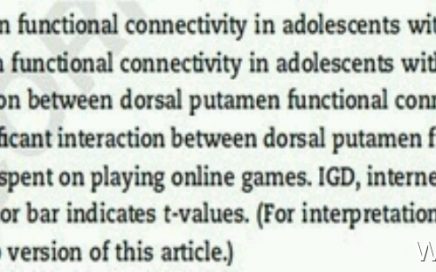 n functional connectivity in adolescents wit
n functional connectivity in adolescents with
on between dorsal putamen functional conn
ficant interaction between dorsal putamen f
spent on playing online games. IGD, interne
or bar indicates t-values. (For interpretation
version of this article.)